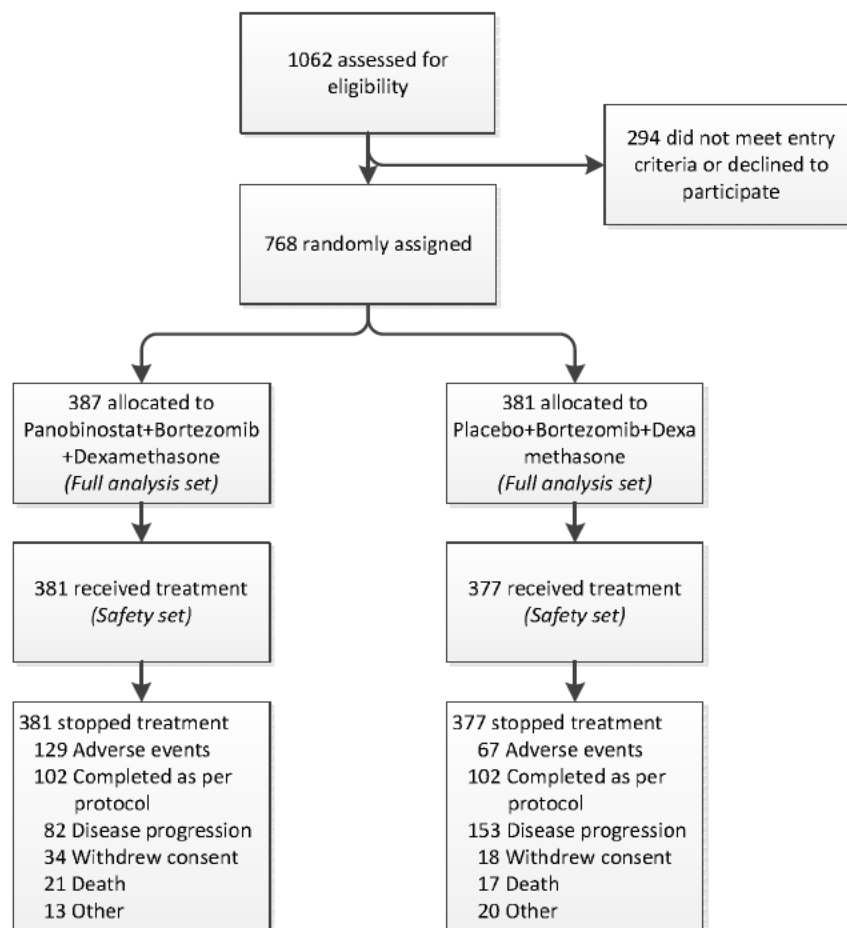 1062 assessed for
eligibility
294 did not meet entry
criteria or declined to
participate
768 randomly assigned
387 allocated to
Panobinostat+Bortezomib
+Dexamethasone
(Full analysis set)
381 allocated to
Placebo+Bortezomib+Dexa
methasone
(Full analysis set)
381 received treatment
(Safety set)
377 received treatment
(Safety set)
381 stopped treatment
129 Adverse events
102 Completed as per
protocol
82 Disease progression
34 Withdrew consent
21 Death
13 Other
377 stopped treatment
67 Adverse events
102 Completed as per
protocol
153 Disease progression
18 Withdrew consent
17 Death
20 Other